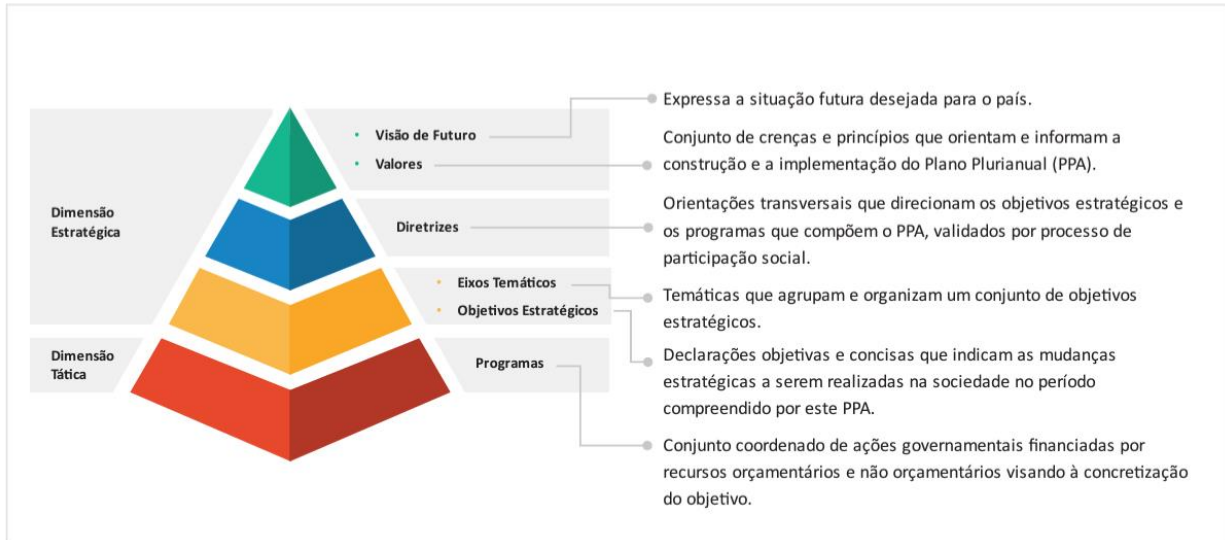 Dimensão
Estratégica
Visão de Futuro
Valores
Diretrizes
Eixos Temáticos
Objetivos Estratégicos
Dimensão
Tática
Programas
Expressa a situação futura desejada para o país.
Conjunto de crenças e princípios que orientam e informam a
construção e a implementação do Plano Plurianual (PPA).
Orientações transversais que direcionam os objetivos estratégicos e
os programas que compõem o PPA, validados por processo de
participação social.
Temáticas que agrupam e organizam um conjunto de objetivos
estratégicos.
Declarações objetivas e concisas que indicam as mudanças
estratégicas a serem realizadas na sociedade no período
compreendido por este PPA.
Conjunto coordenado de ações governamentais financiadas por
recursos orçamentários e não orçamentários visando à concretização
do objetivo.